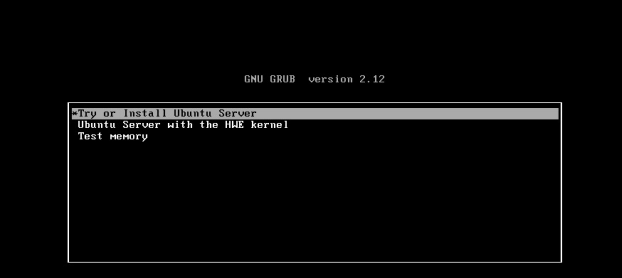 GNU GRUB version 2.12
*Try or Install Ubuntu Server
Ubuntu Server with the HWE kernel
Test memory